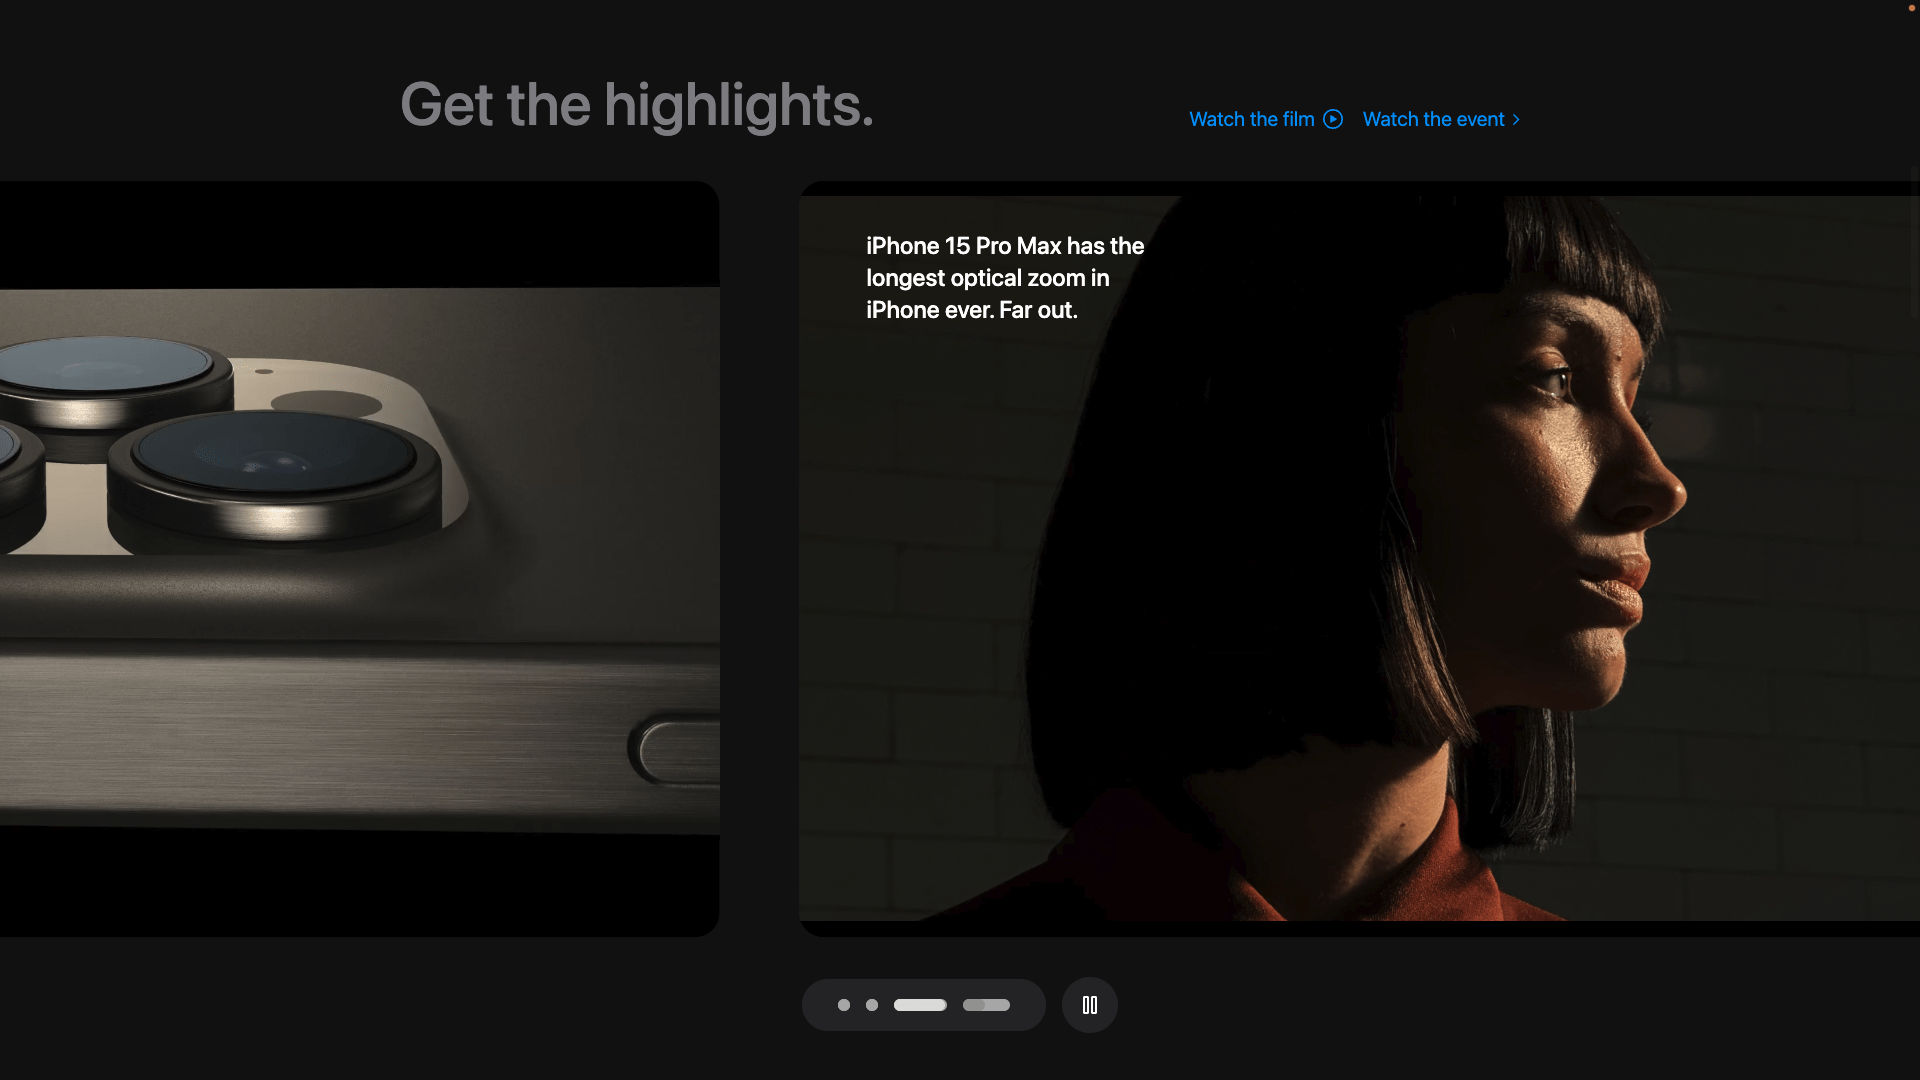 Get the highlights.
Watch the film
Watch the event
iPhone 15 Pro Max has the
longest optical zoom in
iPhone ever. Far out.